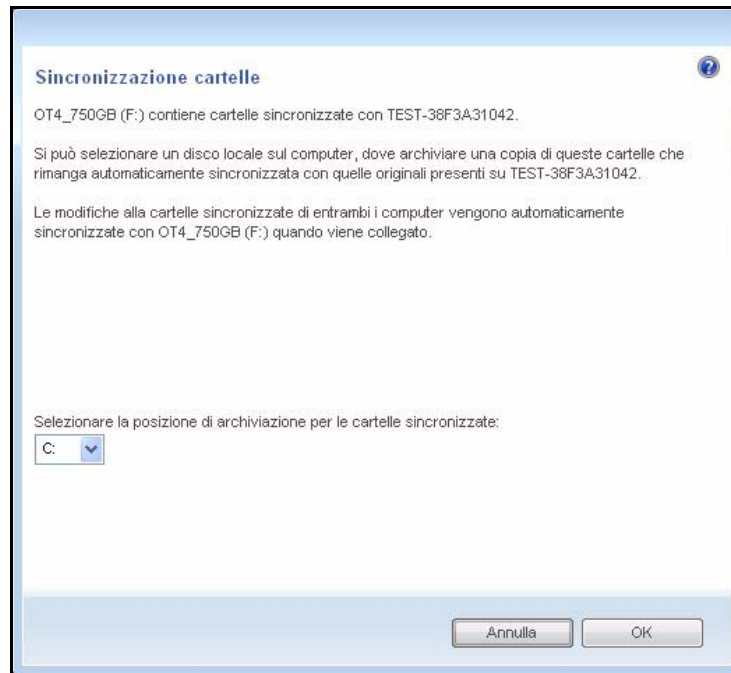 Sincronizzazione cartelle
?
OT4_750GB (F:) contiene cartelle sincronizzate con TEST-38F3A31042.
Si può selezionare un disco locale sul computer, dove archiviare una copia di queste cartelle che
rimanga automaticamente sincronizzata con quelle originali presenti su TEST-38F3A31042.
Le modifiche alla cartelle sincronizzate di entrambi i computer vengono automaticamente
sincronizzate con OT4_750GB (F:) quando viene collegato.
Selezionare la posizione di archiviazione per le cartelle sincronizzate:
C:
Annulla
OK